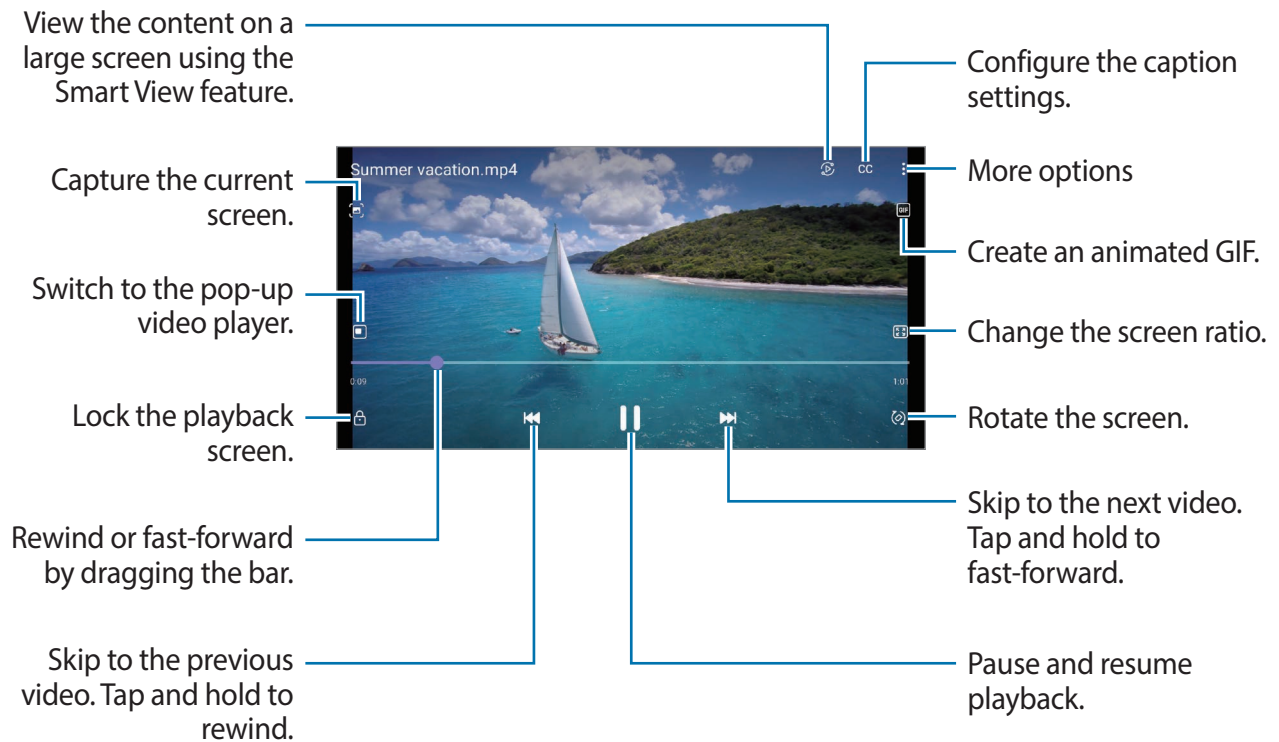 View the content on a
large screen using the
Smart View feature.
Capture the current
screen.
Switch to the pop-up
video player.
Lock the playback
screen.
Rewind or fast-forward
by dragging the bar.
Skip to the previous
video. Tap and hold to
rewind.
Summer vacation.mp4
CC
GIF
0:09
1:01
Configure the caption
settings.
More options
Create an animated GIF.
Change the screen ratio.
Rotate the screen.
Skip to the next video.
Tap and hold to
fast-forward.
Pause and resume
playback.